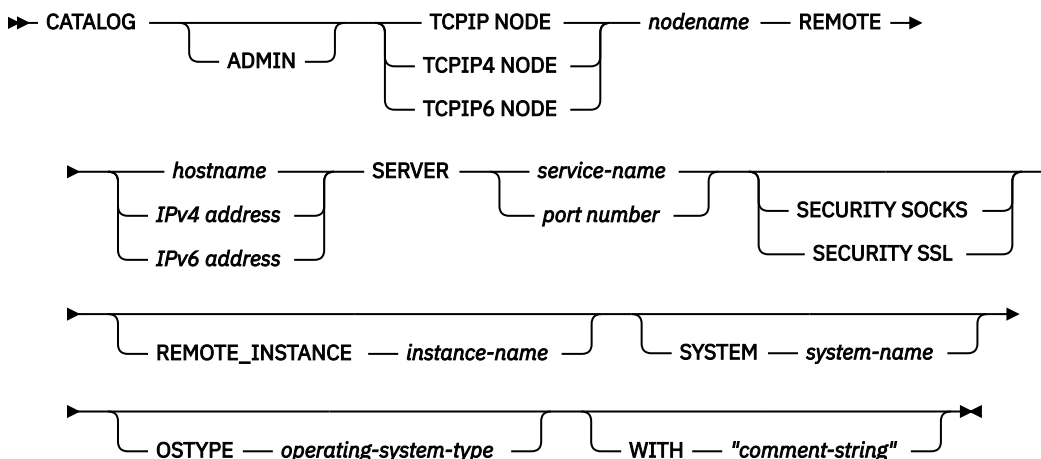 CATALOG TCPIP NODE nodename REMOTE
ADMIN TCPIP4 NODE
TCPIP6 NODE
hostname SERVER service-name
IPv4 address port number SECURITY SOCKS
IPv6 address SECURITY SSL
REMOTE_INSTANCE instance-name SYSTEM system-name
OSTYPE operating-system-type WITH "comment-string"